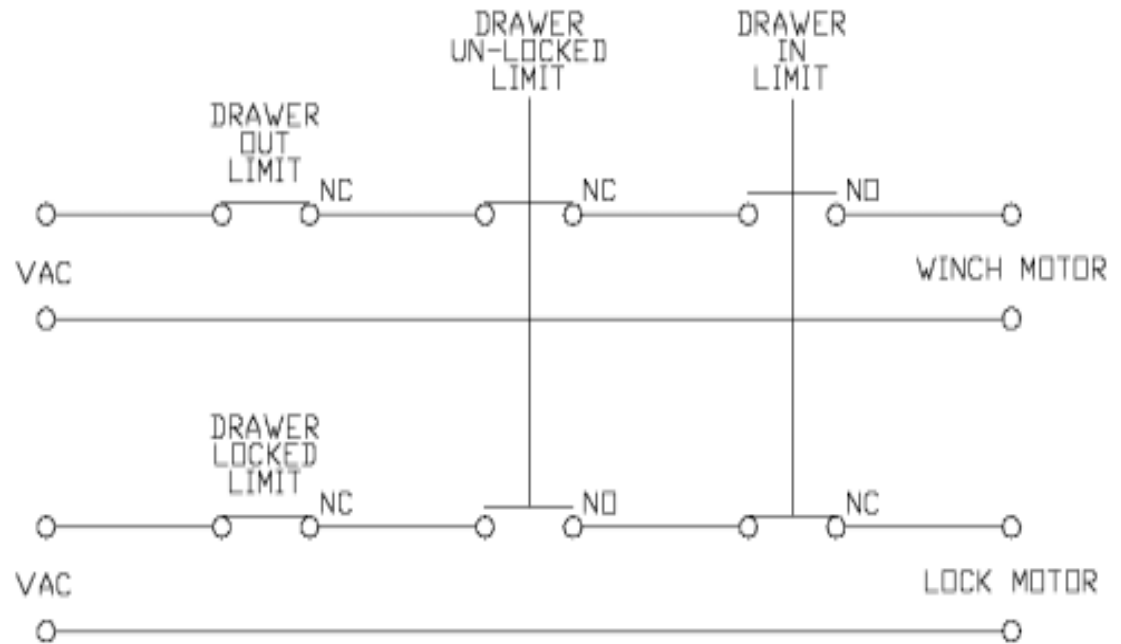 DRAWER
UN-LOCKED
LIMIT
DRAWER
IN
LIMIT
DRAWER
OUT
LIMIT
NC
NC
NO
VAC
WINCH MOTOR
DRAWER
LOCKED
LIMIT
NC
NO
NC
VAC
LOCK MOTOR